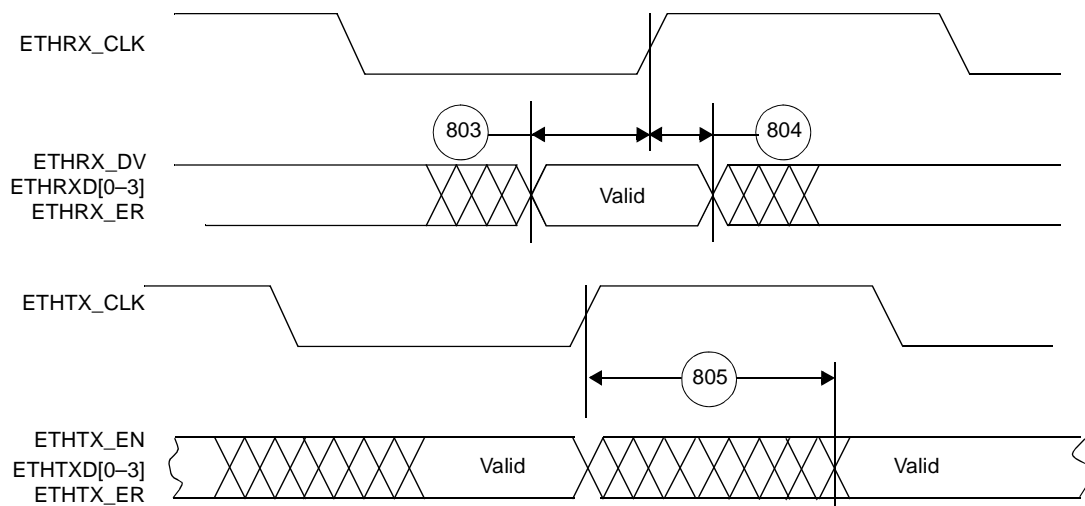 ETHRX_CLK
803
804
ETHRX_DV
ETHRXD[0–3]
ETHRX_ER
Valid
ETHTX_CLK
805
ETHTX_EN
ETHTXD[0–3]
ETHTX_ER
Valid
Valid